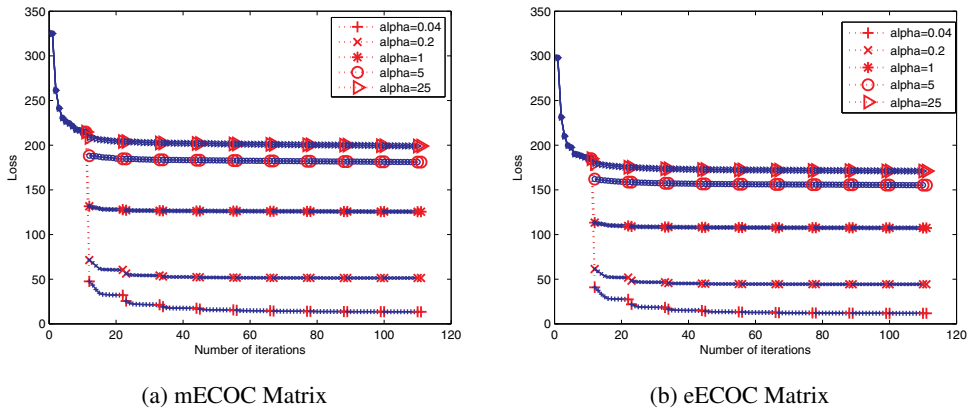 350
300
250
200
150
100
50
0
Loss
0 20 40 60 80 100 120
Number of iterations
alpha=0.04
alpha=0.2
alpha=1
alpha=5
alpha=25
(a) mECOC Matrix
350
300
250
200
150
100
50
0
Loss
0 20 40 60 80 100 120
Number of iterations
alpha=0.04
alpha=0.2
alpha=1
alpha=5
alpha=25
(b) eECOC Matrix